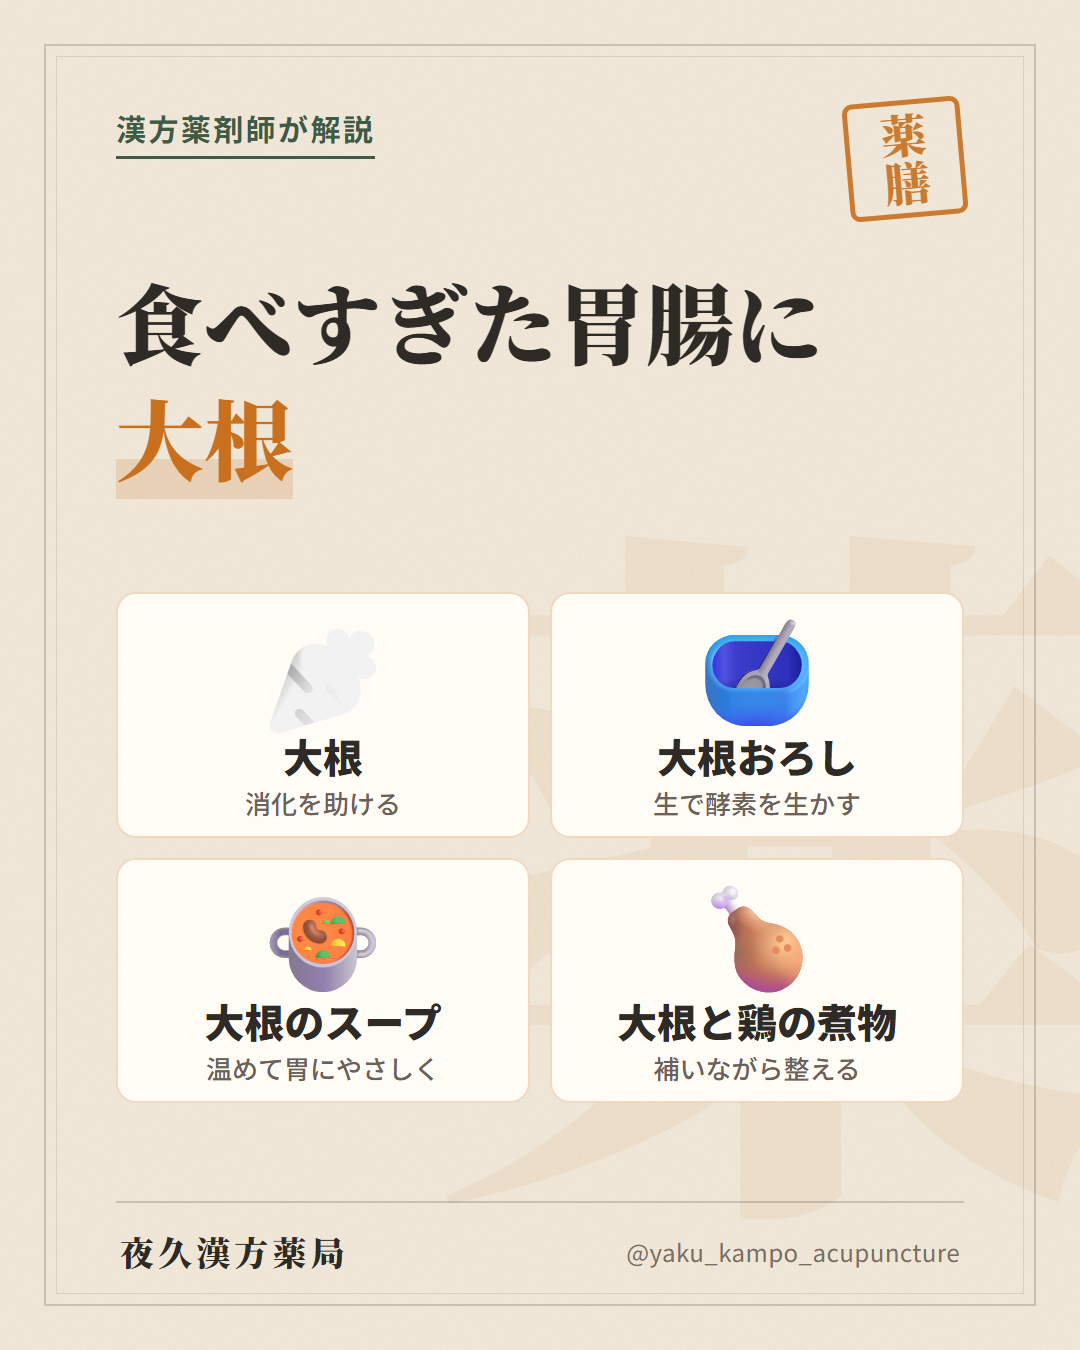 漢方薬剤師が解説
薬膳
食べすぎた胃腸に
大根
大根
消化を助ける
大根おろし
生で酵素を生かす
大根のスープ
温めて胃にやさしく
大根と鶏の煮物
補いながら整える
夜久漢方薬局
@yaku_kampo_acupuncture